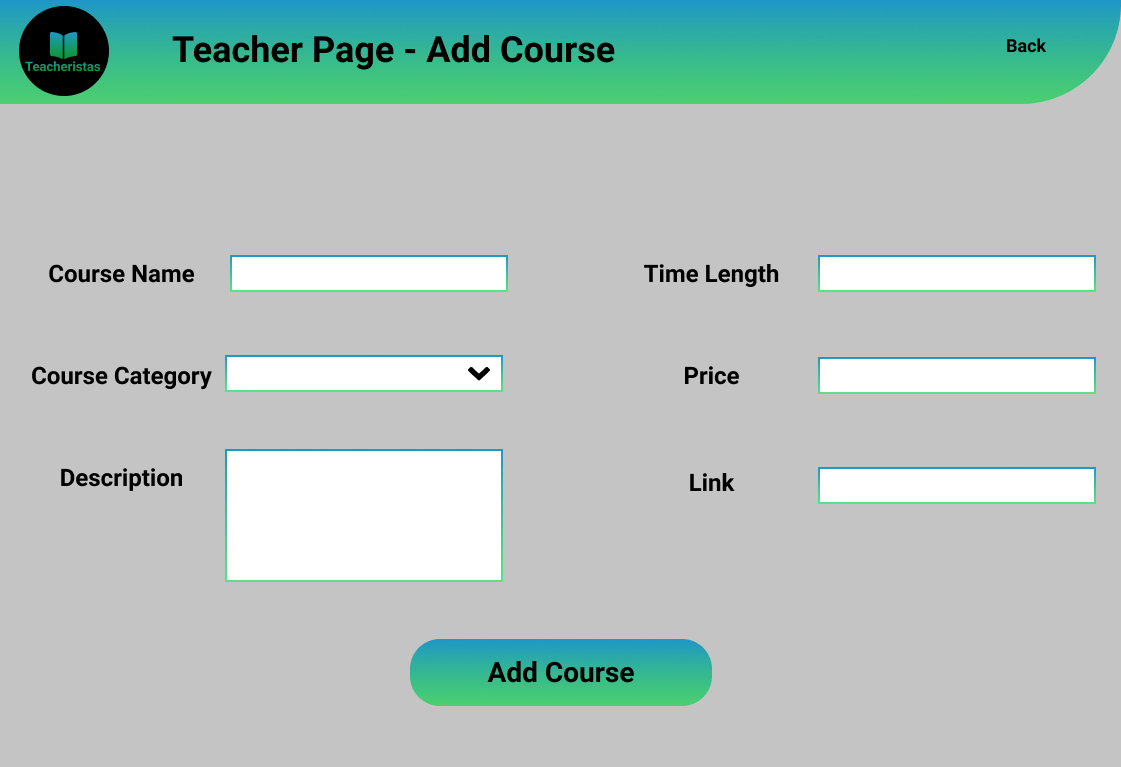 Teacheristas
Teacher Page - Add Course
Back
Course Name
Time Length
Course Category
Price
Description
Link
Add Course